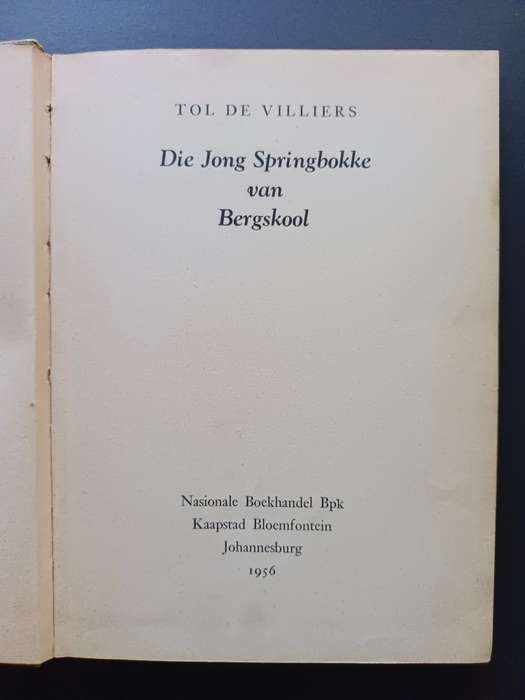 TOL DE VILLIERS
Die Jong Springbokke
van
Bergskool
Nasionale Boekhandel Bpk
Kaapstad Bloemfontein
Johannesburg
1956